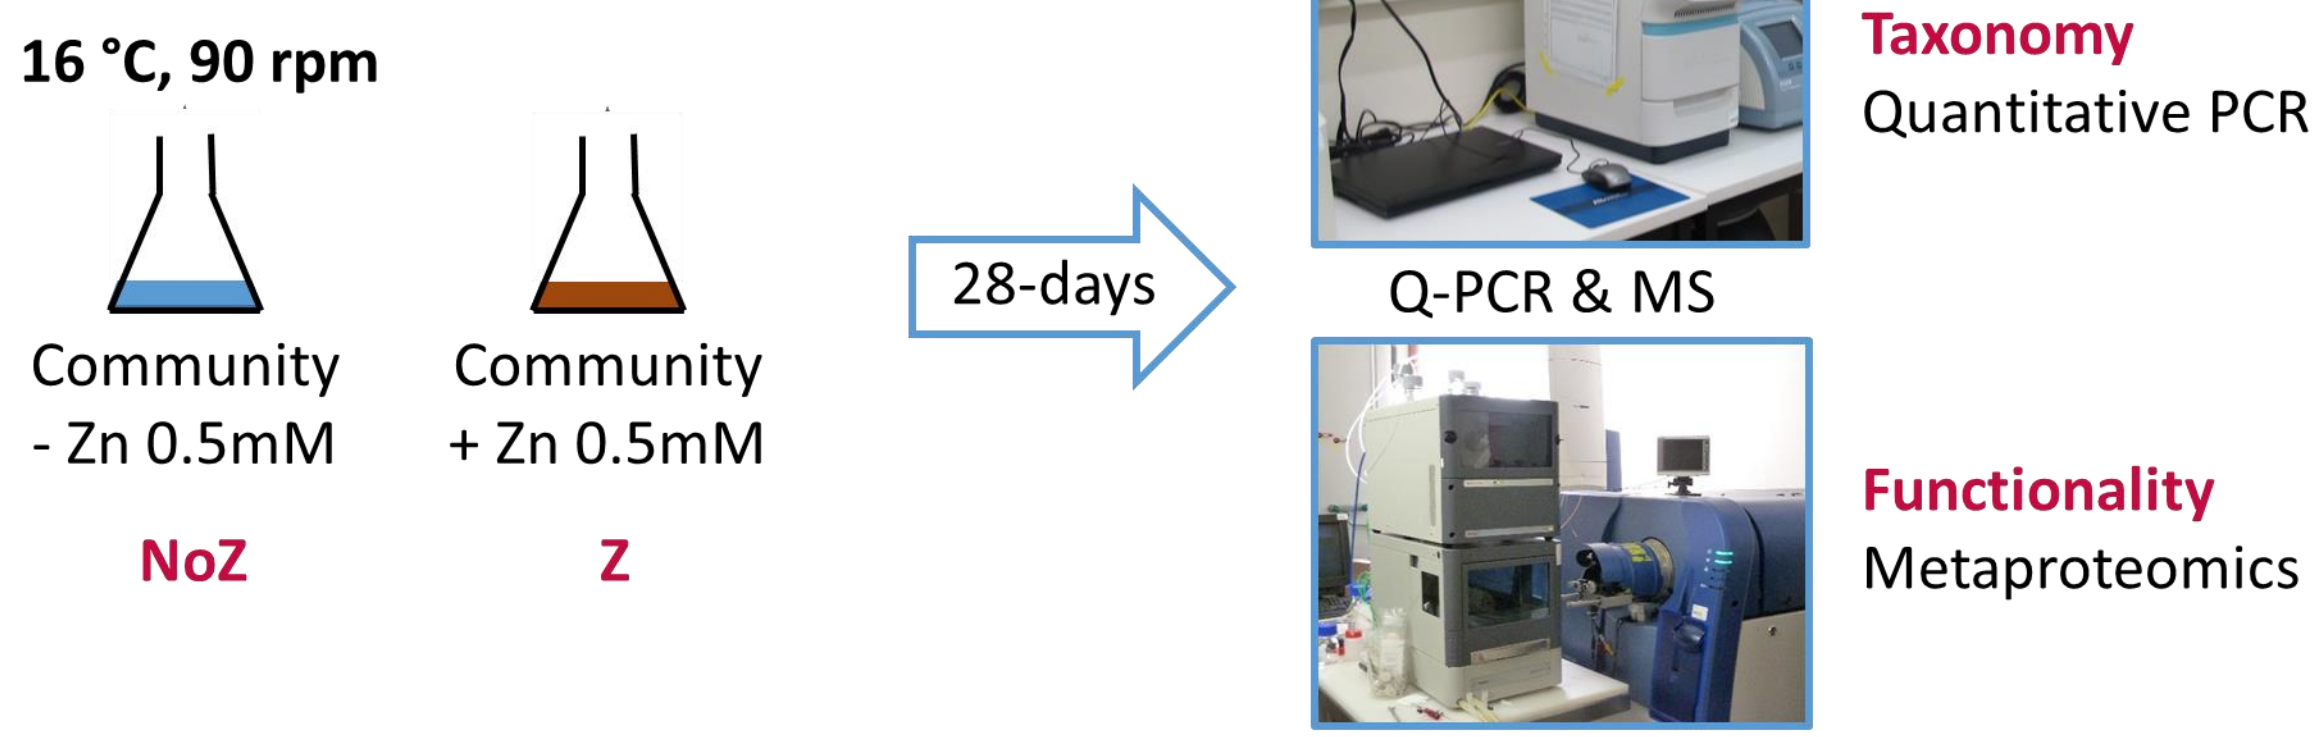 16 °C, 90 rpm
Community
- Zn 0.5mM
NoZ
Community
+ Zn 0.5mM
Z
28-days
Q-PCR & MS
Taxonomy
Quantitative PCR
Functionality
Metaproteomics